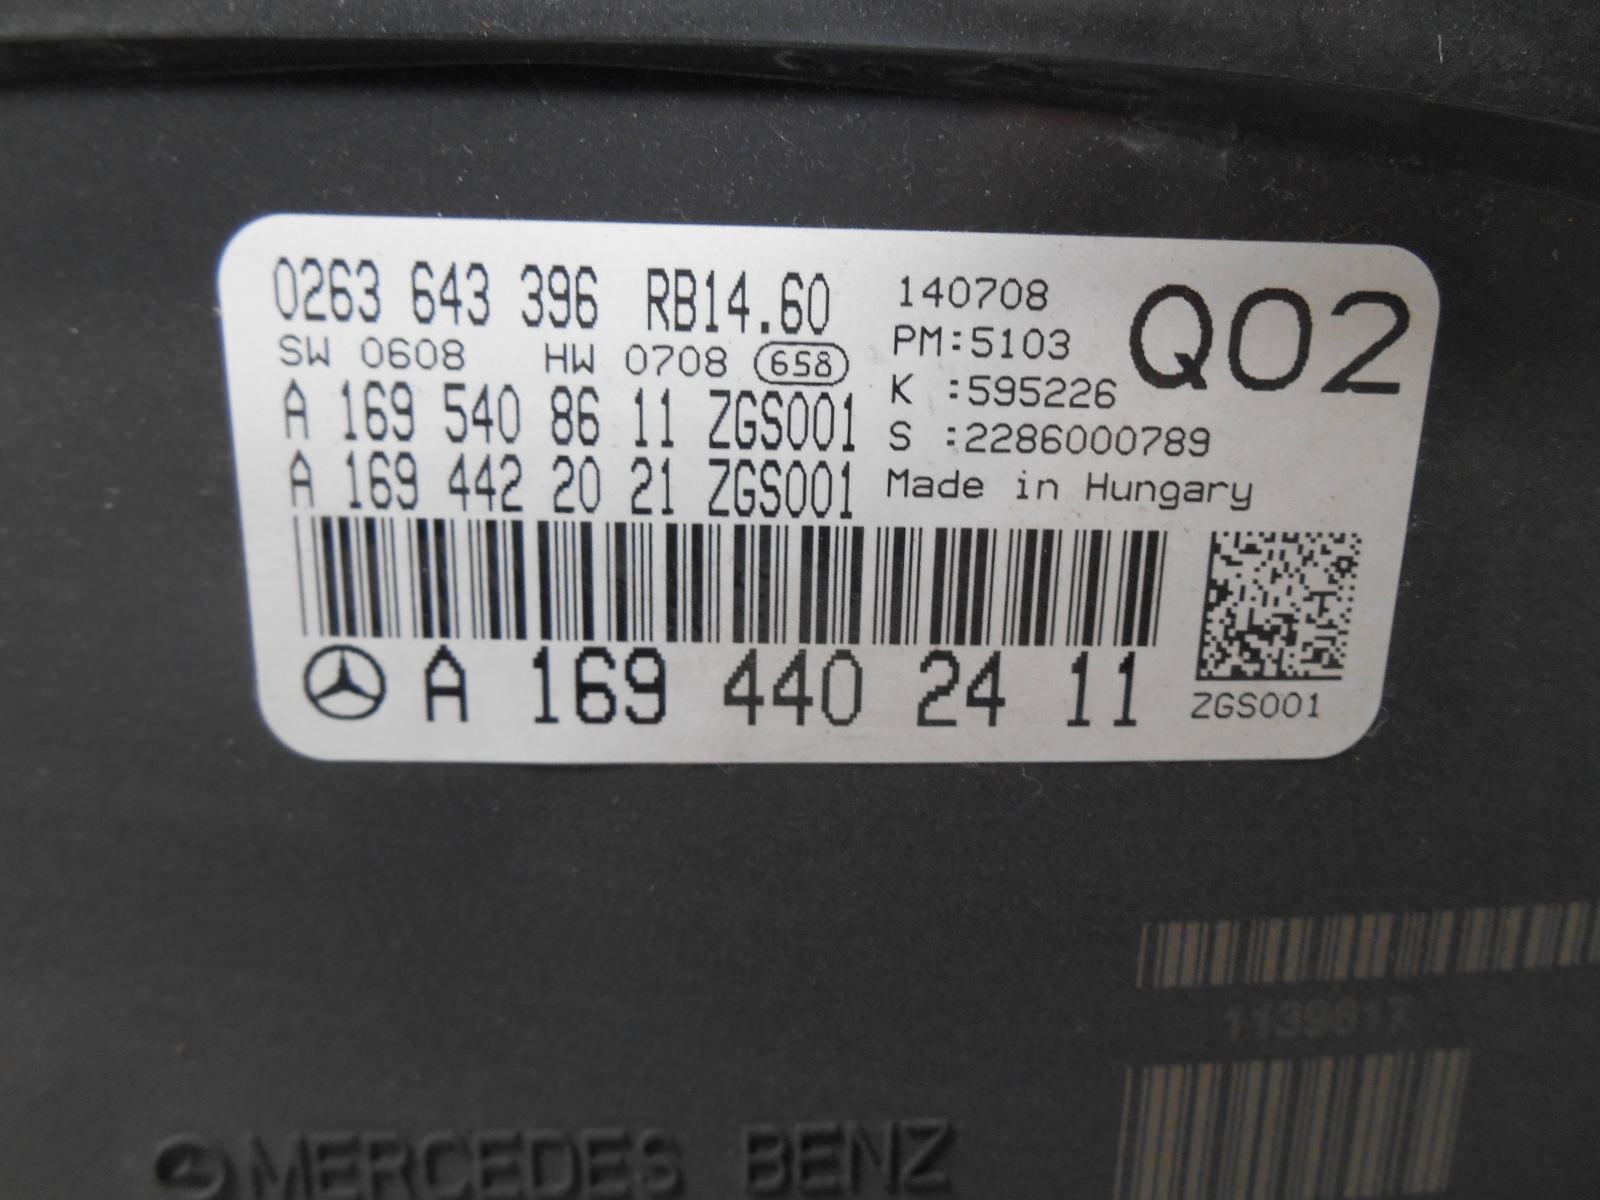 0263 643 396 RB14.60
SW 0608 HW 0708 658
A 169 540 86 11 ZGS001
A 169 442 20 21 ZGS001
140708
PM:5103
K :595226
S :2286000789
Made in Hungary
Q02
A 169 440 24 11
ZGS001
1139617
MERCEDES BENZ